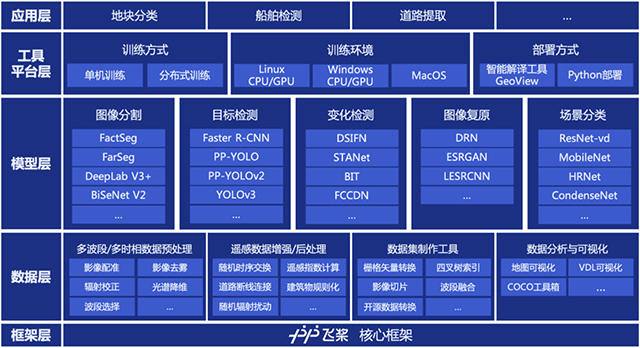 应用层
地块分类
船舶检测
道路提取
...
工具
平台层
训练方式
单机训练
分布式训练
训练环境
Linux
CPU/GPU
Windows
CPU/GPU
MacOS
部署方式
智能解译工具
GeoView
Python部署
模型层
图像分割
FactSeg
FarSeg
DeepLab V3+
BiSeNet V2
...
目标检测
Faster R-CNN
PP-YOLO
PP-YOLOv2
YOLOv3
...
变化检测
DSIFN
STANet
BIT
FCCDN
...
图像复原
DRN
ESRGAN
LESRCNN
...
场景分类
ResNet-vd
MobileNet
HRNet
CondenseNet
...
数据层
多波段/多时相数据预处理
影像配准
影像去雾
辐射校正
光谱降维
波段选择
...
遥感数据增强/后处理
随机时序交换
遥感指数计算
道路断线连接
建筑物规则化
随机辐射扰动
...
数据集制作工具
栅格矢量转换
四叉树索引
影像切片
波段融合
开源数据转换
...
数据分析与可视化
地图可视化
VDL可视化
COCO工具箱
...
框架层
飞桨 核心框架